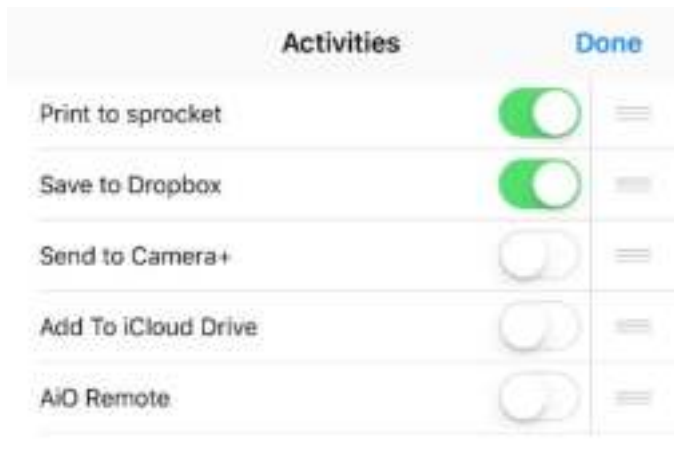 Activities Done
Print to sprocket
Save to Dropbox
Send to Camera+
Add To iCloud Drive
AiO Remote